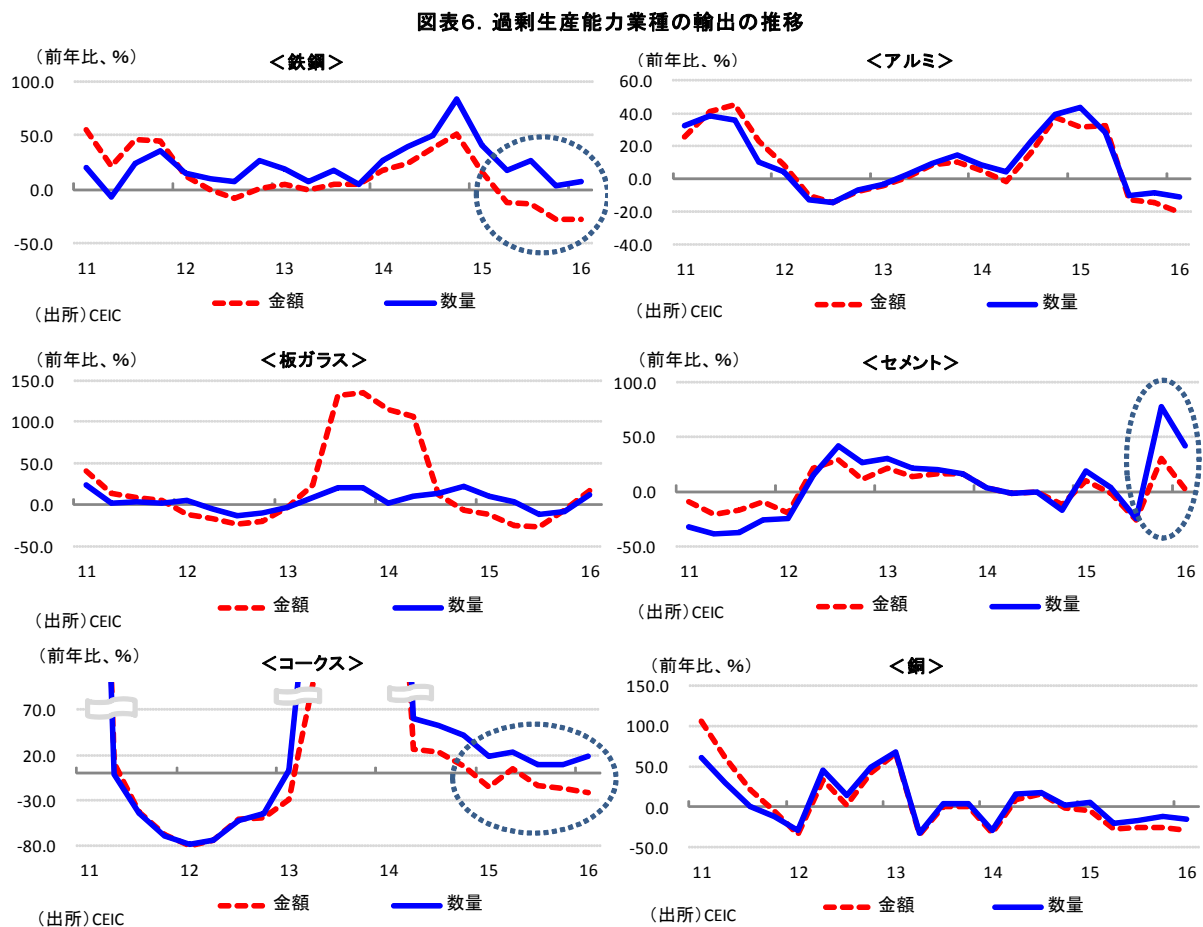 図表6．過剰生産能力業種の輸出の推移
（前年比、%）
＜鉄鋼＞
100.0
50.0
0.0
-50.0
11 12 13 14 15 16
金額 数量
（出所）CEIC
（前年比、%）
＜アルミ＞
60.0
40.0
20.0
0.0
-20.0
-40.0
11 12 13 14 15 16
金額 数量
（出所）CEIC
（前年比、%）
＜板ガラス＞
150.0
100.0
50.0
0.0
-50.0
11 12 13 14 15 16
金額 数量
（出所）CEIC
（前年比、%）
＜セメント＞
100.0
50.0
0.0
-50.0
11 12 13 14 15 16
金額 数量
（出所）CEIC
（前年比、%）
＜コークス＞
70.0
20.0
-30.0
-80.0
11 12 13 14 15 16
金額 数量
（出所）CEIC
（前年比、%）
＜銅＞
150.0
100.0
50.0
0.0
-50.0
11 12 13 14 15 16
金額 数量
（出所）CEIC